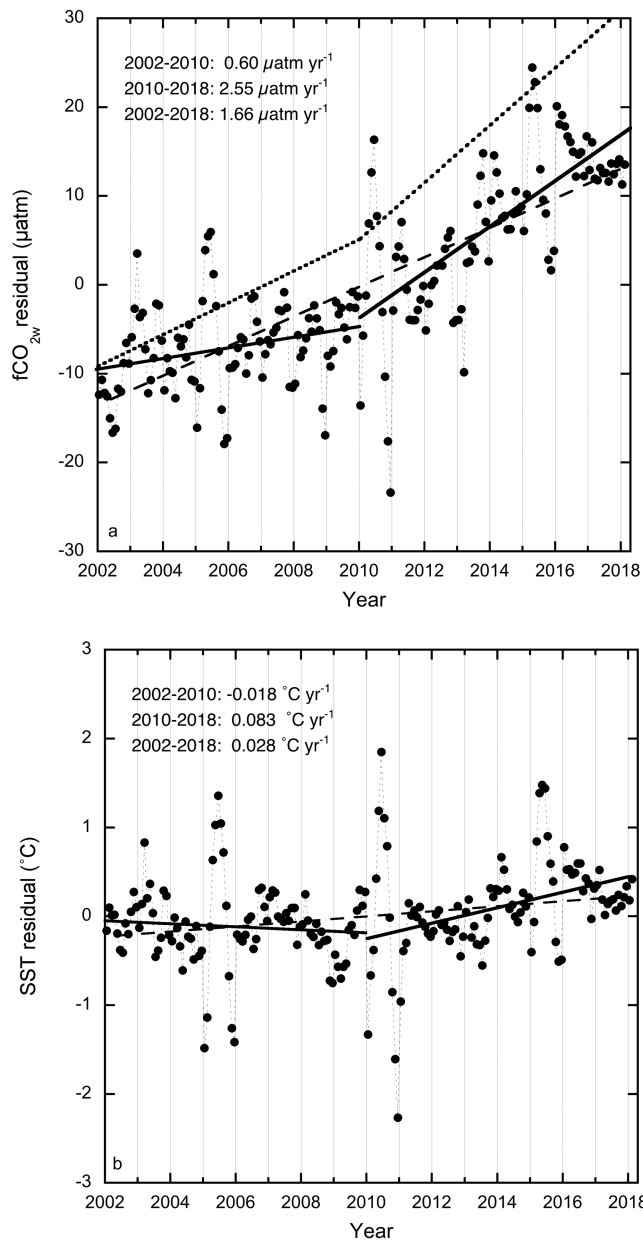 30
20
10
0
-10
-20
-30
fCO2w residual (µatm)
2002-2010: 0.60 µatm yr-1
2010-2018: 2.55 µatm yr-1
2002-2018: 1.66 µatm yr-1
a
2002 2004 2006 2008 2010 2012 2014 2016 2018
Year
3
2
1
0
-1
-2
-3
SST residual (°C)
2002-2010: -0.018 °C yr-1
2010-2018: 0.083 °C yr-1
2002-2018: 0.028 °C yr-1
b
2002 2004 2006 2008 2010 2012 2014 2016 2018
Year